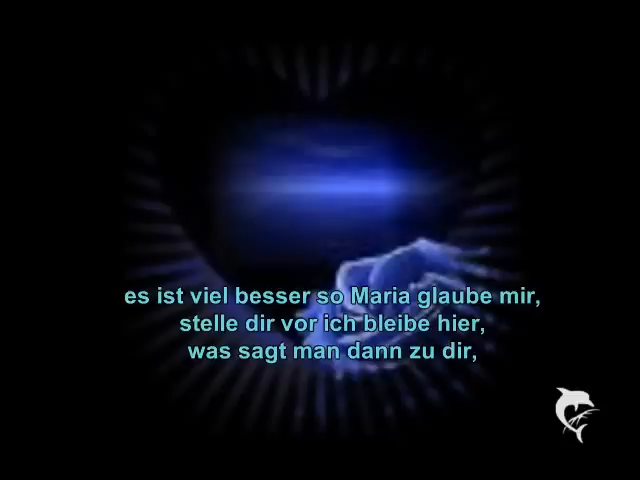 es ist viel besser so Maria glaube mir,
stelle dir vor ich bleibe hier,
was sagt man dann zu dir,